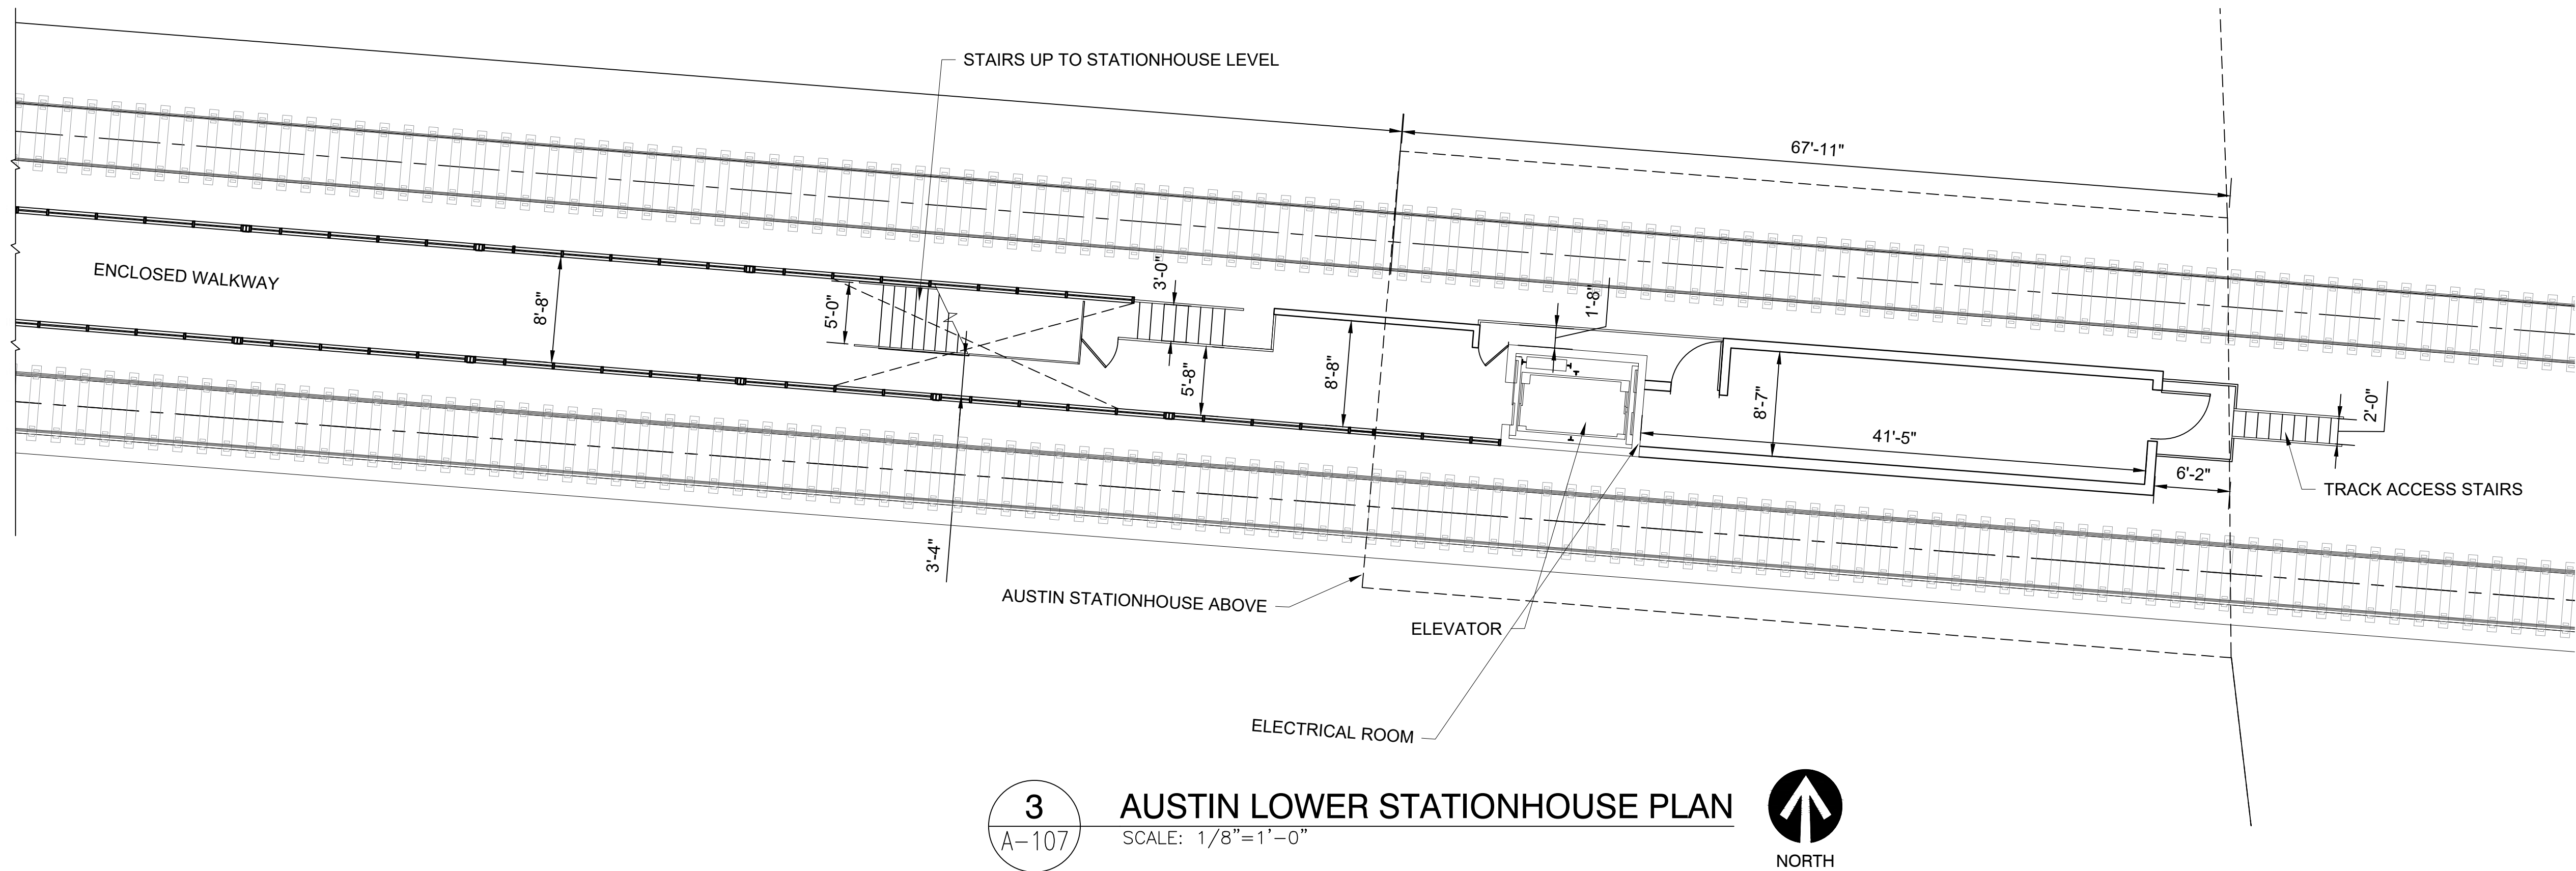 STAIRS UP TO STATIONHOUSE LEVEL
67'-11"
ENCLOSED WALKWAY
8'-8"
5'-0"
3'-0"
5'-8"
8'-8"
1'-8"
8'-7"
41'-5"
2'-0"
6'-2"
TRACK ACCESS STAIRS
3'-4"
AUSTIN STATIONHOUSE ABOVE
ELEVATOR
ELECTRICAL ROOM
3
A-107
AUSTIN LOWER STATIONHOUSE PLAN
SCALE: 1/8"=1'-0"
NORTH